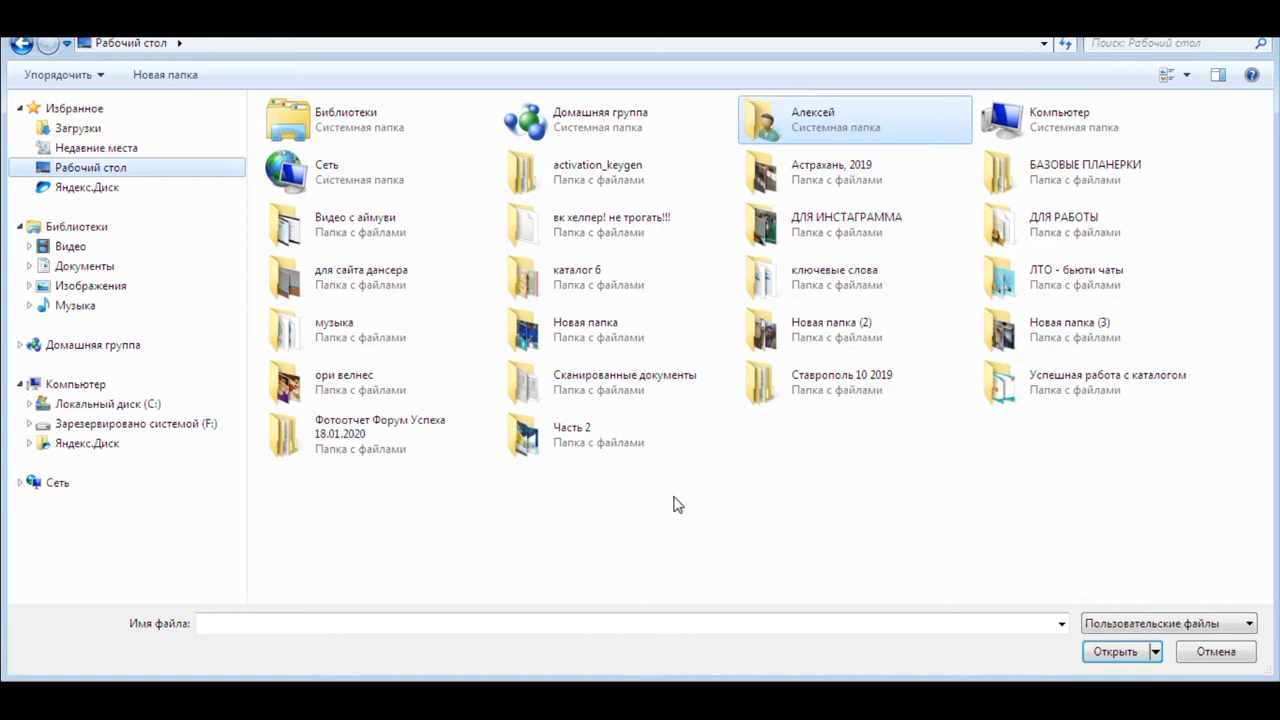 Рабочий стол
Поиск: Рабочий стол
Упорядочить
Новая папка
Избранное
Загрузки
Недавние места
Рабочий стол
Яндекс.Диск
Библиотеки
Видео
Документы
Изображения
Музыка
Домашняя группа
Компьютер
Локальный диск (C:)
Зарезервировано системой (F:)
Яндекс.Диск
Сеть
Библиотеки
Системная папка
Домашняя группа
Системная папка
Алексей
Системная папка
Компьютер
Системная папка
Сеть
Системная папка
activation_keygen
Папка с файлами
Астрахань, 2019
Папка с файлами
БАЗОВЫЕ ПЛАНЕРКИ
Папка с файлами
Видео с аймуви
Папка с файлами
вк хелпер! не трогать!!!
Папка с файлами
ДЛЯ ИНСТАГРАММА
Папка с файлами
ДЛЯ РАБОТЫ
Папка с файлами
для сайта дансера
Папка с файлами
каталог 6
Папка с файлами
ключевые слова
Папка с файлами
ЛТО - бьюти чаты
Папка с файлами
музыка
Папка с файлами
Новая папка
Папка с файлами
Новая папка (2)
Папка с файлами
Новая папка (3)
Папка с файлами
ори велнес
Папка с файлами
Сканированные документы
Папка с файлами
Ставрополь 10 2019
Папка с файлами
Успешная работа с каталогом
Папка с файлами
Фотоотчет Форум Успеха
18.01.2020
Папка с файлами
Часть 2
Папка с файлами
Имя файла:
Пользовательские файлы
Открыть
Отмена